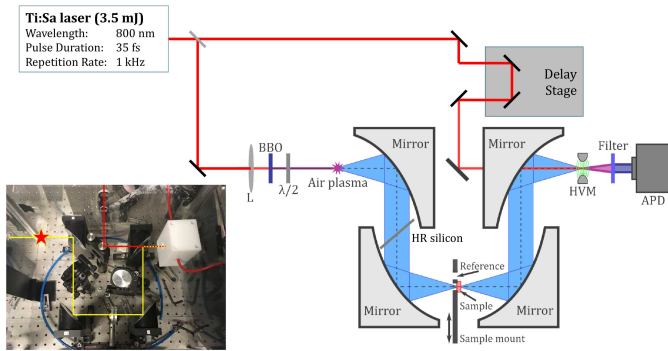 Ti:Sa laser (3.5 mJ)
Wavelength: 800 nm
Pulse Duration: 35 fs
Repetition Rate: 1 kHz
Delay
Stage
BBO
λ/2
L
Air plasma
Mirror
Mirror
HVM
Filter
APD
HR silicon
Mirror
Reference
Sample
Sample mount
Mirror